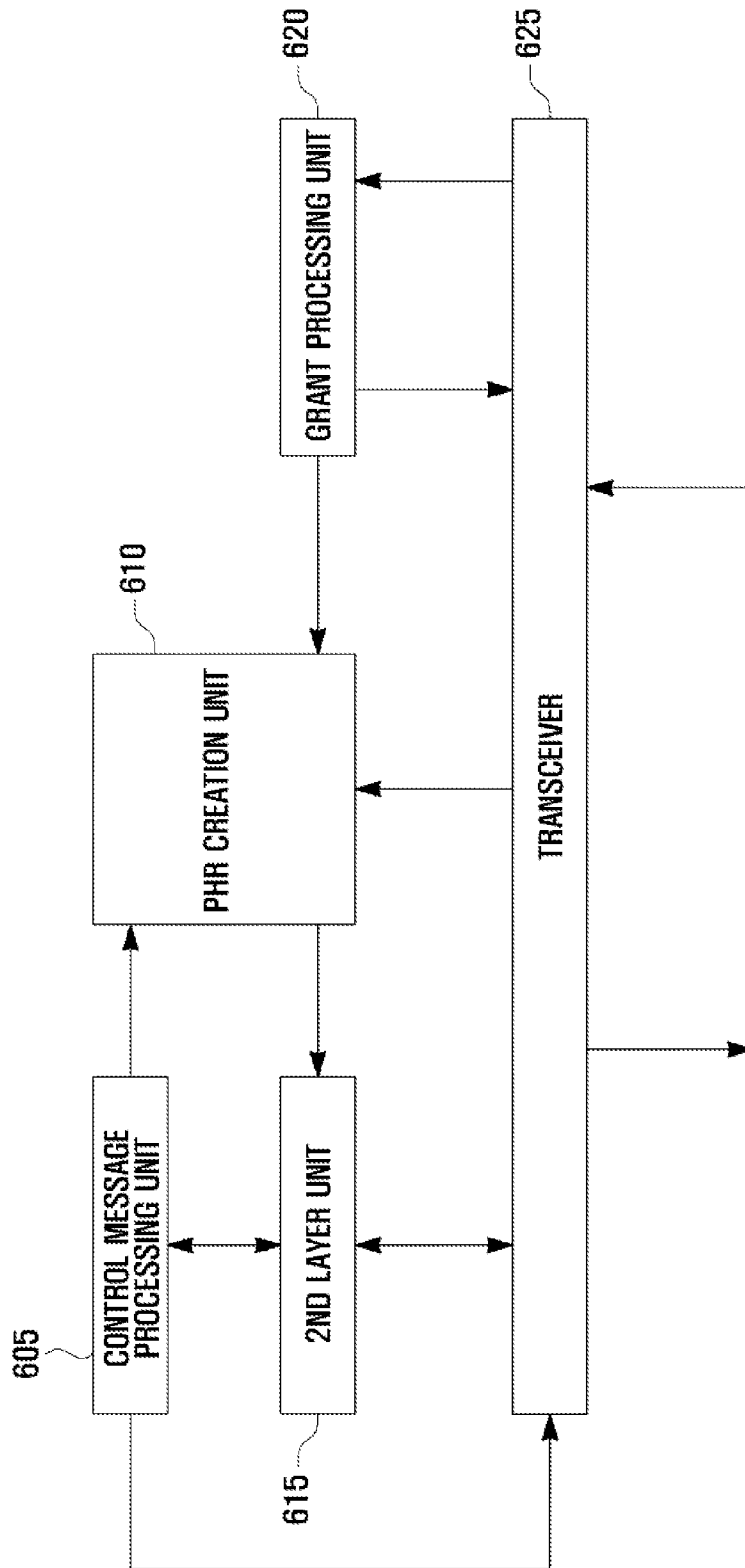 605
CONTROL MESSAGE
PROCESSING UNIT
610
PHR CREATION UNIT
615
2ND LAYER UNIT
GRANT PROCESSING UNIT
620
TRANSCEIVER
625